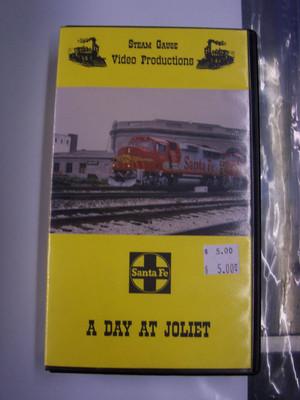 STEAM GAUGE
VIDEO PRODUCTIONS
Santa Fe
Santa Fe
$ 5.00
$ 5.00
A DAY AT JOLIET